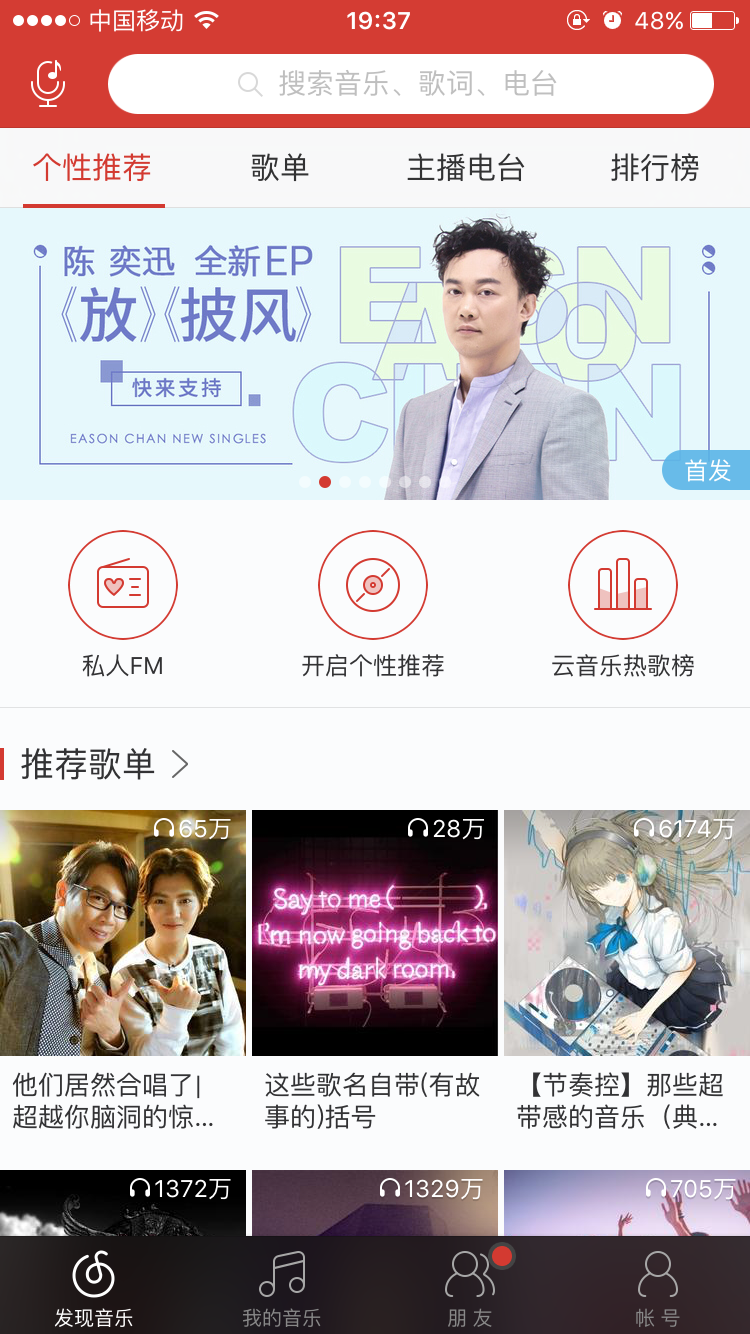 中国移动 19:37 48%
搜索音乐、歌词、电台
个性推荐 歌单 主播电台 排行榜
陈 奕迅 全新EP
《放》《披风》
快来支持
EASON CHAN NEW SINGLES
EASON
CHAN
首发
私人FM 开启个性推荐 云音乐热歌榜
推荐歌单
65万 28万 6174万
Say to me ( ),
I'm now going back to
my dark room.
他们居然合唱了|
超越你脑洞的惊...
这些歌名自带(有故
事的)括号
【节奏控】那些超
带感的音乐（典...
1372万 1329万 705万
发现音乐 我的音乐 朋友 帐号